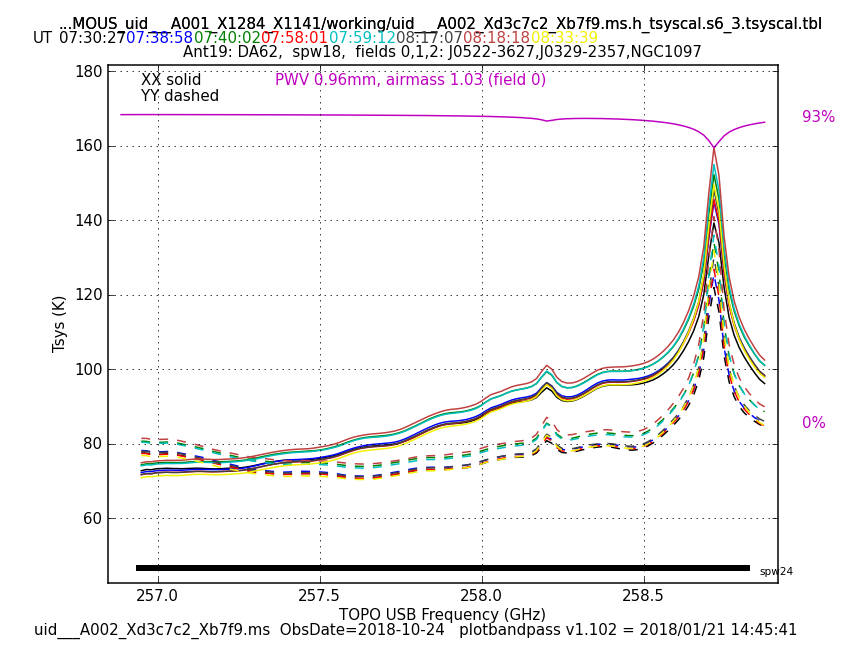 ...MOUS_uid___A001_X1284_X1141/working/uid___A002_Xd3c7c2_Xb7f9.ms.h_tsyscal.s6_3.tsyscal.tbl
UT 07:30:27 07:38:58 07:40:02 07:58:01 07:59:12 08:17:07 08:18:18 08:33:39
Ant19: DA62, spw18, fields 0,1,2: J0522-3627,J0329-2357,NGC1097
XX solid
YY dashed
PWV 0.96mm, airmass 1.03 (field 0)
180
160
140
120
100
80
60
Tsys (K)
93%
0%
spw24
257.0 257.5 258.0 258.5
TOPO USB Frequency (GHz)
uid___A002_Xd3c7c2_Xb7f9.ms ObsDate=2018-10-24 plotbandpass v1.102 = 2018/01/21 14:45:41